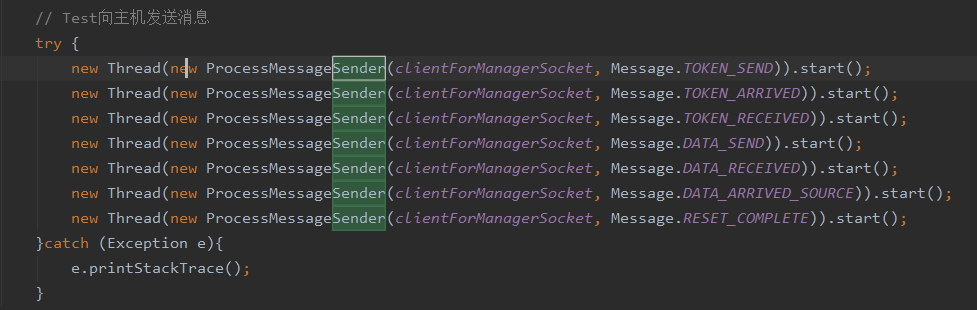 // Test向主机发送消息
try {
new Thread(new ProcessMessageSender(clientForManagerSocket, Message.TOKEN_SEND)).start();
new Thread(new ProcessMessageSender(clientForManagerSocket, Message.TOKEN_ARRIVED)).start();
new Thread(new ProcessMessageSender(clientForManagerSocket, Message.TOKEN_RECEIVED)).start();
new Thread(new ProcessMessageSender(clientForManagerSocket, Message.DATA_SEND)).start();
new Thread(new ProcessMessageSender(clientForManagerSocket, Message.DATA_RECEIVED)).start();
new Thread(new ProcessMessageSender(clientForManagerSocket, Message.DATA_ARRIVED_SOURCE)).start();
new Thread(new ProcessMessageSender(clientForManagerSocket, Message.RESET_COMPLETE)).start();
}catch (Exception e){
e.printStackTrace();
}